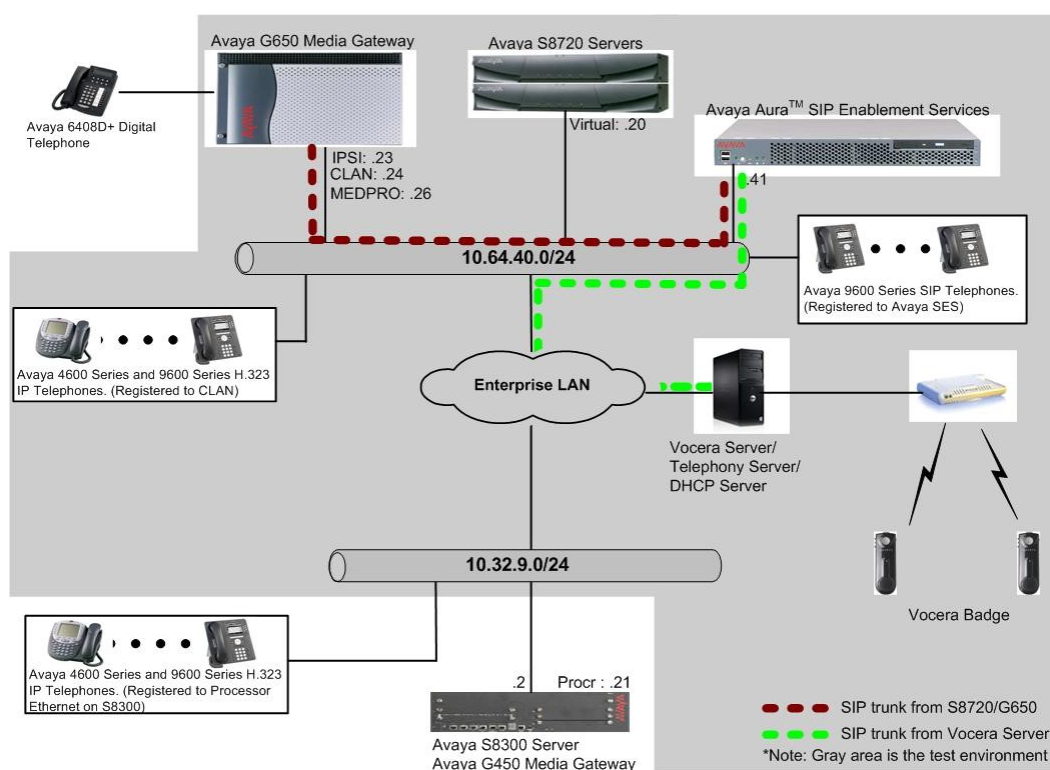 Avaya G650 Media Gateway
Avaya S8720 Servers
Avaya Aura™ SIP Enablement Services
Avaya 6408D+ Digital
Telephone
Virtual: .20
IPSI: .23
CLAN: .24
MEDPRO: .26
.41
10.64.40.0/24
Avaya 9600 Series SIP Telephones.
(Registered to Avaya SES)
Avaya 4600 Series and 9600 Series H.323
IP Telephones. (Registered to CLAN)
Enterprise LAN
Vocera Server/
Telephony Server/
DHCP Server
10.32.9.0/24
Vocera Badge
Avaya 4600 Series and 9600 Series H.323
IP Telephones. (Registered to Processor
Ethernet on S8300)
.2
Procr : .21
Avaya S8300 Server
Avaya G450 Media Gateway
SIP trunk from S8720/G650
SIP trunk from Vocera Server
*Note: Gray area is the test environment